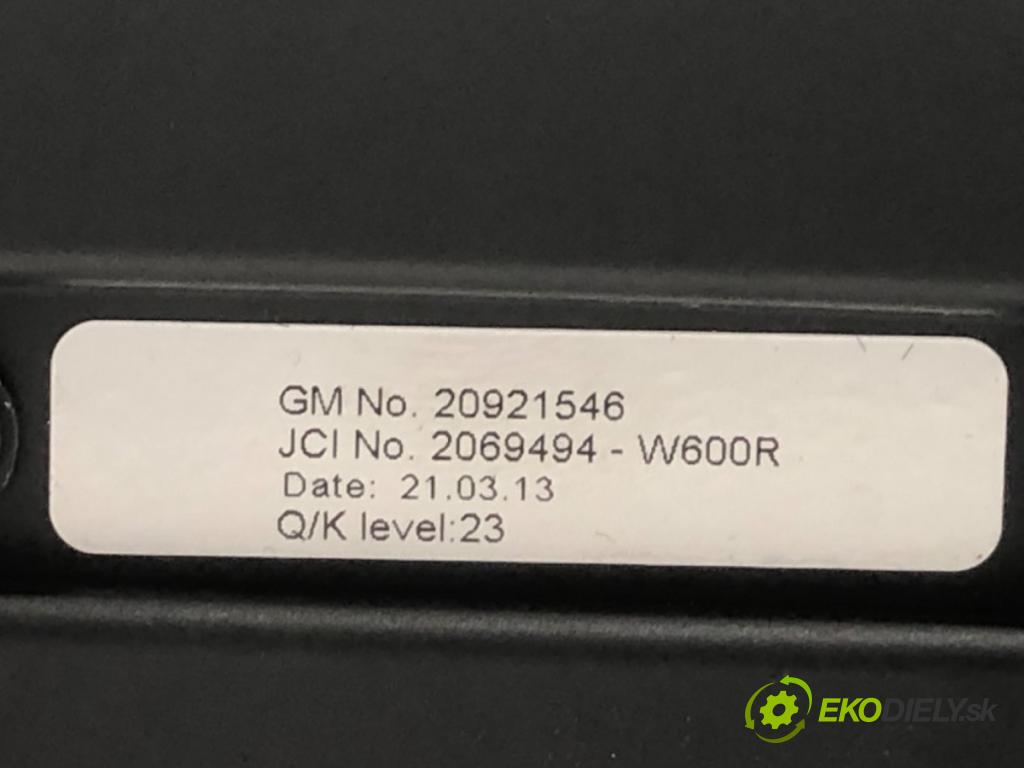 GM No. 20921546
JCI No. 2069494 - W600R
Date: 21.03.13
Q/K level:23
EKODIELY.sk